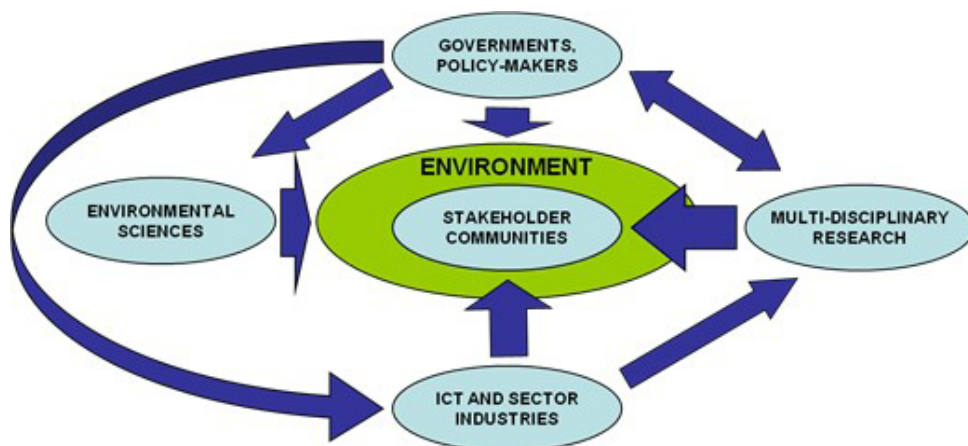 GOVERNMENTS,
POLICY-MAKERS
ENVIRONMENT
ENVIRONMENTAL
SCIENCES
STAKEHOLDER
COMMUNITIES
MULTI-DISCIPLINARY
RESEARCH
ICT AND SECTOR
INDUSTRIES